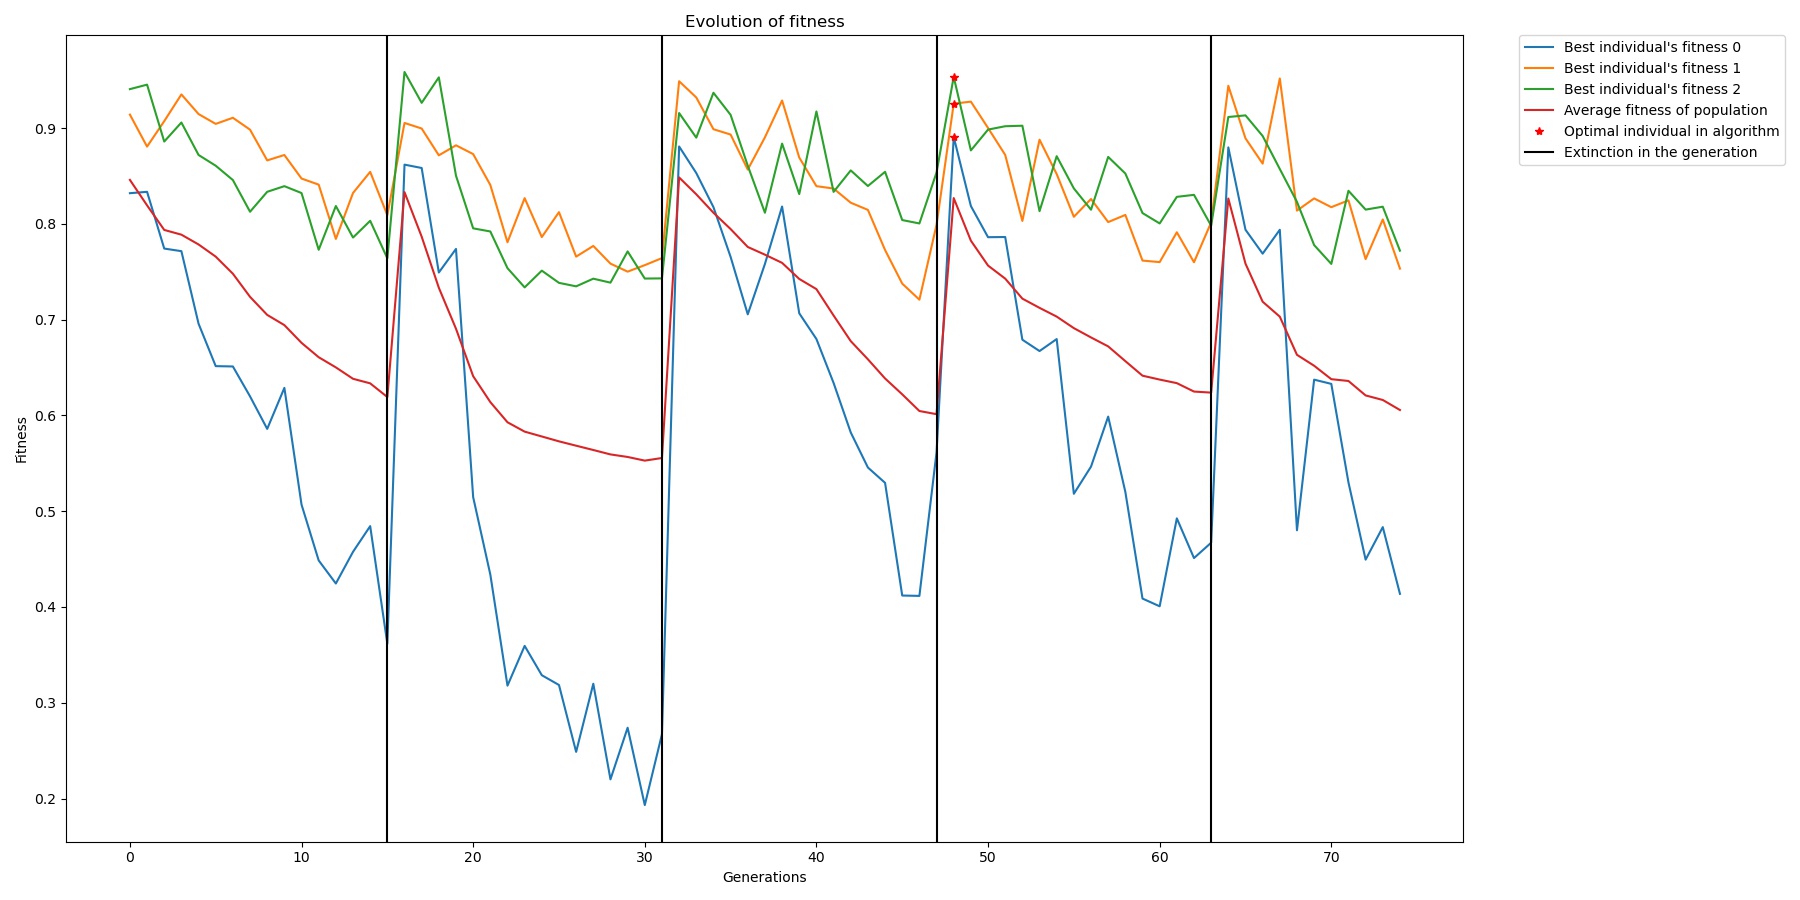 Evolution of fitness
Best individual's fitness 0
Best individual's fitness 1
Best individual's fitness 2
Average fitness of population
Optimal individual in algorithm
Extinction in the generation
Fitness
0.9
0.8
0.7
0.6
0.5
0.4
0.3
0.2
0 10 20 30 40 50 60 70
Generations